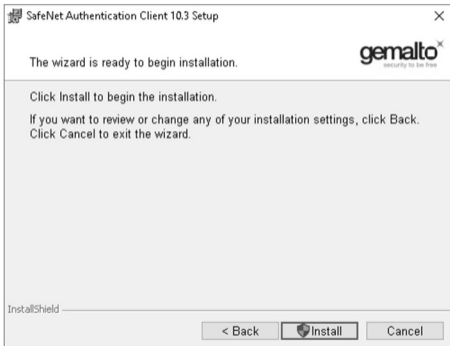 SafeNet Authentication Client 10.3 Setup
The wizard is ready to begin installation.
gemalto
security to be free
Click Install to begin the installation.
If you want to review or change any of your installation settings, click Back.
Click Cancel to exit the wizard.
InstallShield
< Back
Install
Cancel